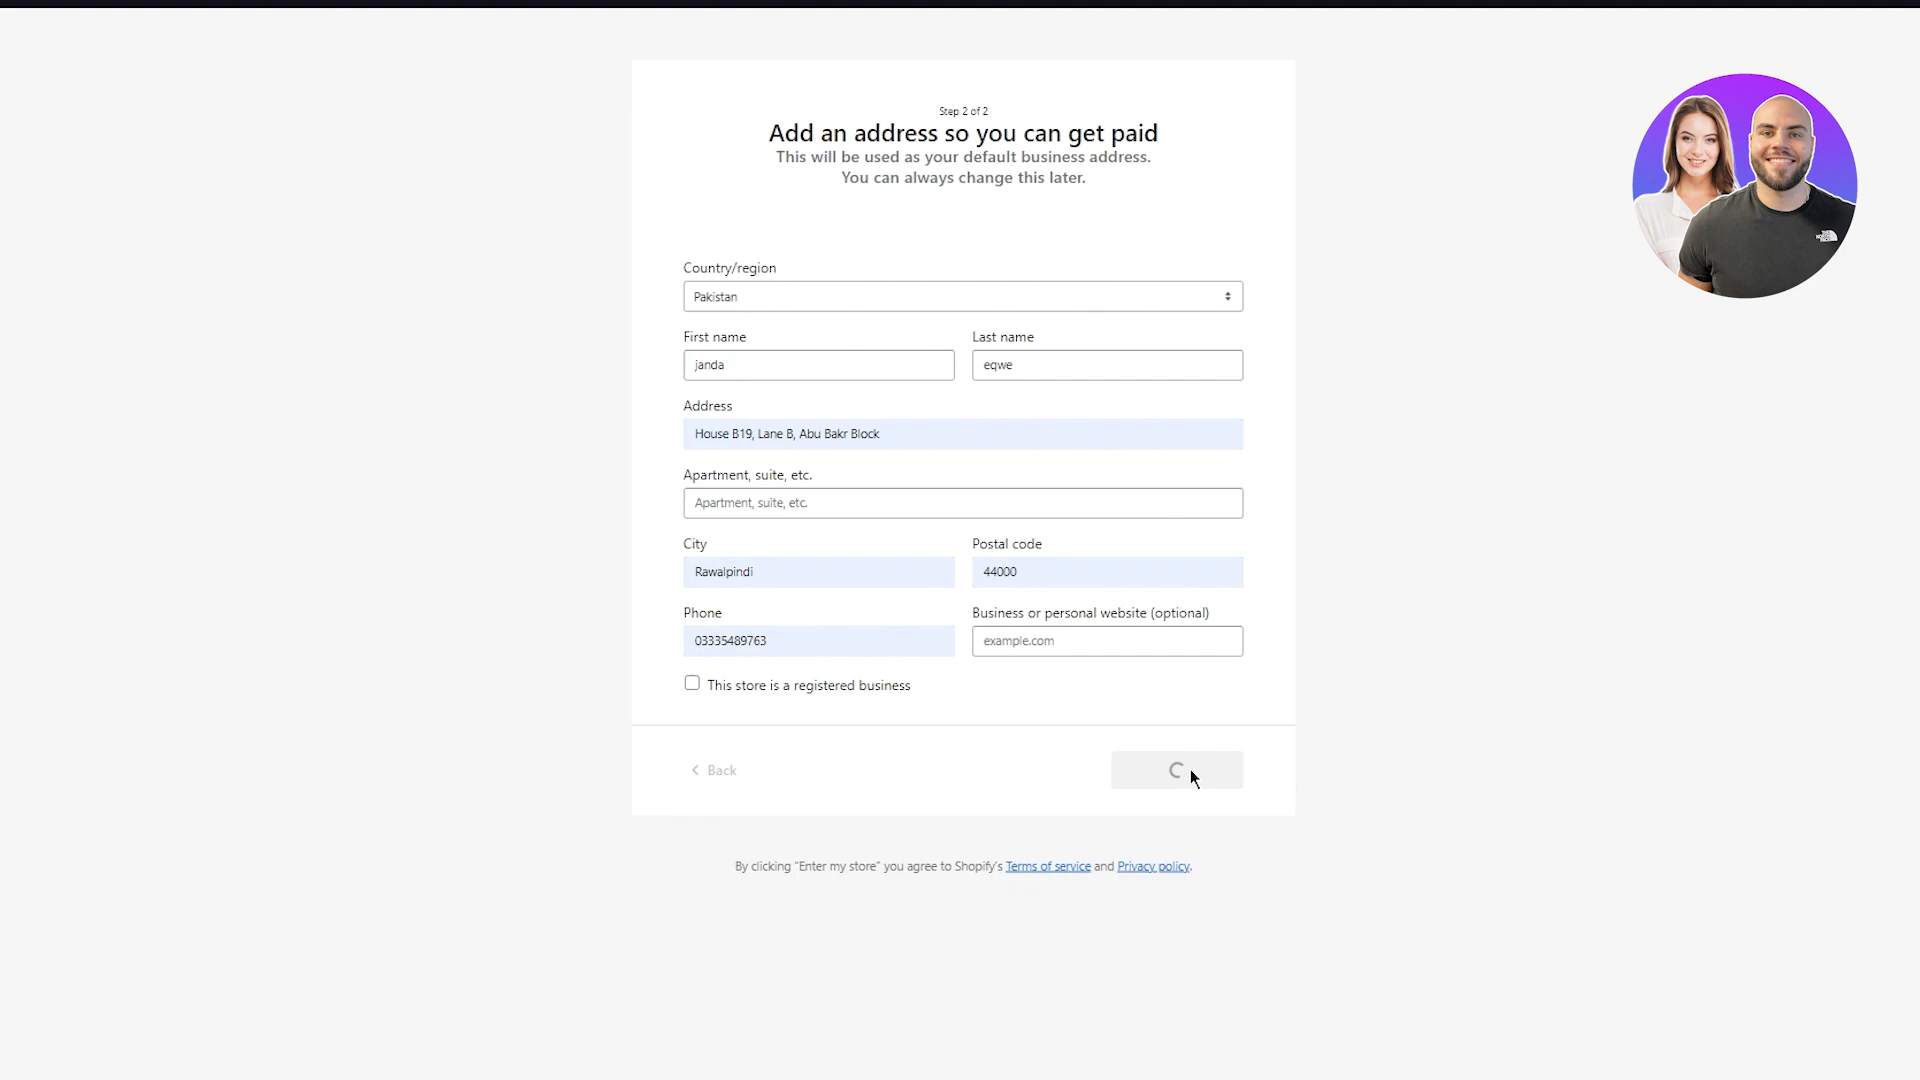 Step 2 of 2
Add an address so you can get paid
This will be used as your default business address.
You can always change this later.
Country/region
Pakistan
First name
Last name
janda
eqwe
Address
House B19, Lane B, Abu Bakr Block
Apartment, suite, etc.
Apartment, suite, etc.
City
Postal code
Rawalpindi
44000
Phone
Business or personal website (optional)
03335489763
example.com
This store is a registered business
Back
By clicking "Enter my store" you agree to Shopify's Terms of service and Privacy policy.
THE NORTH FACE